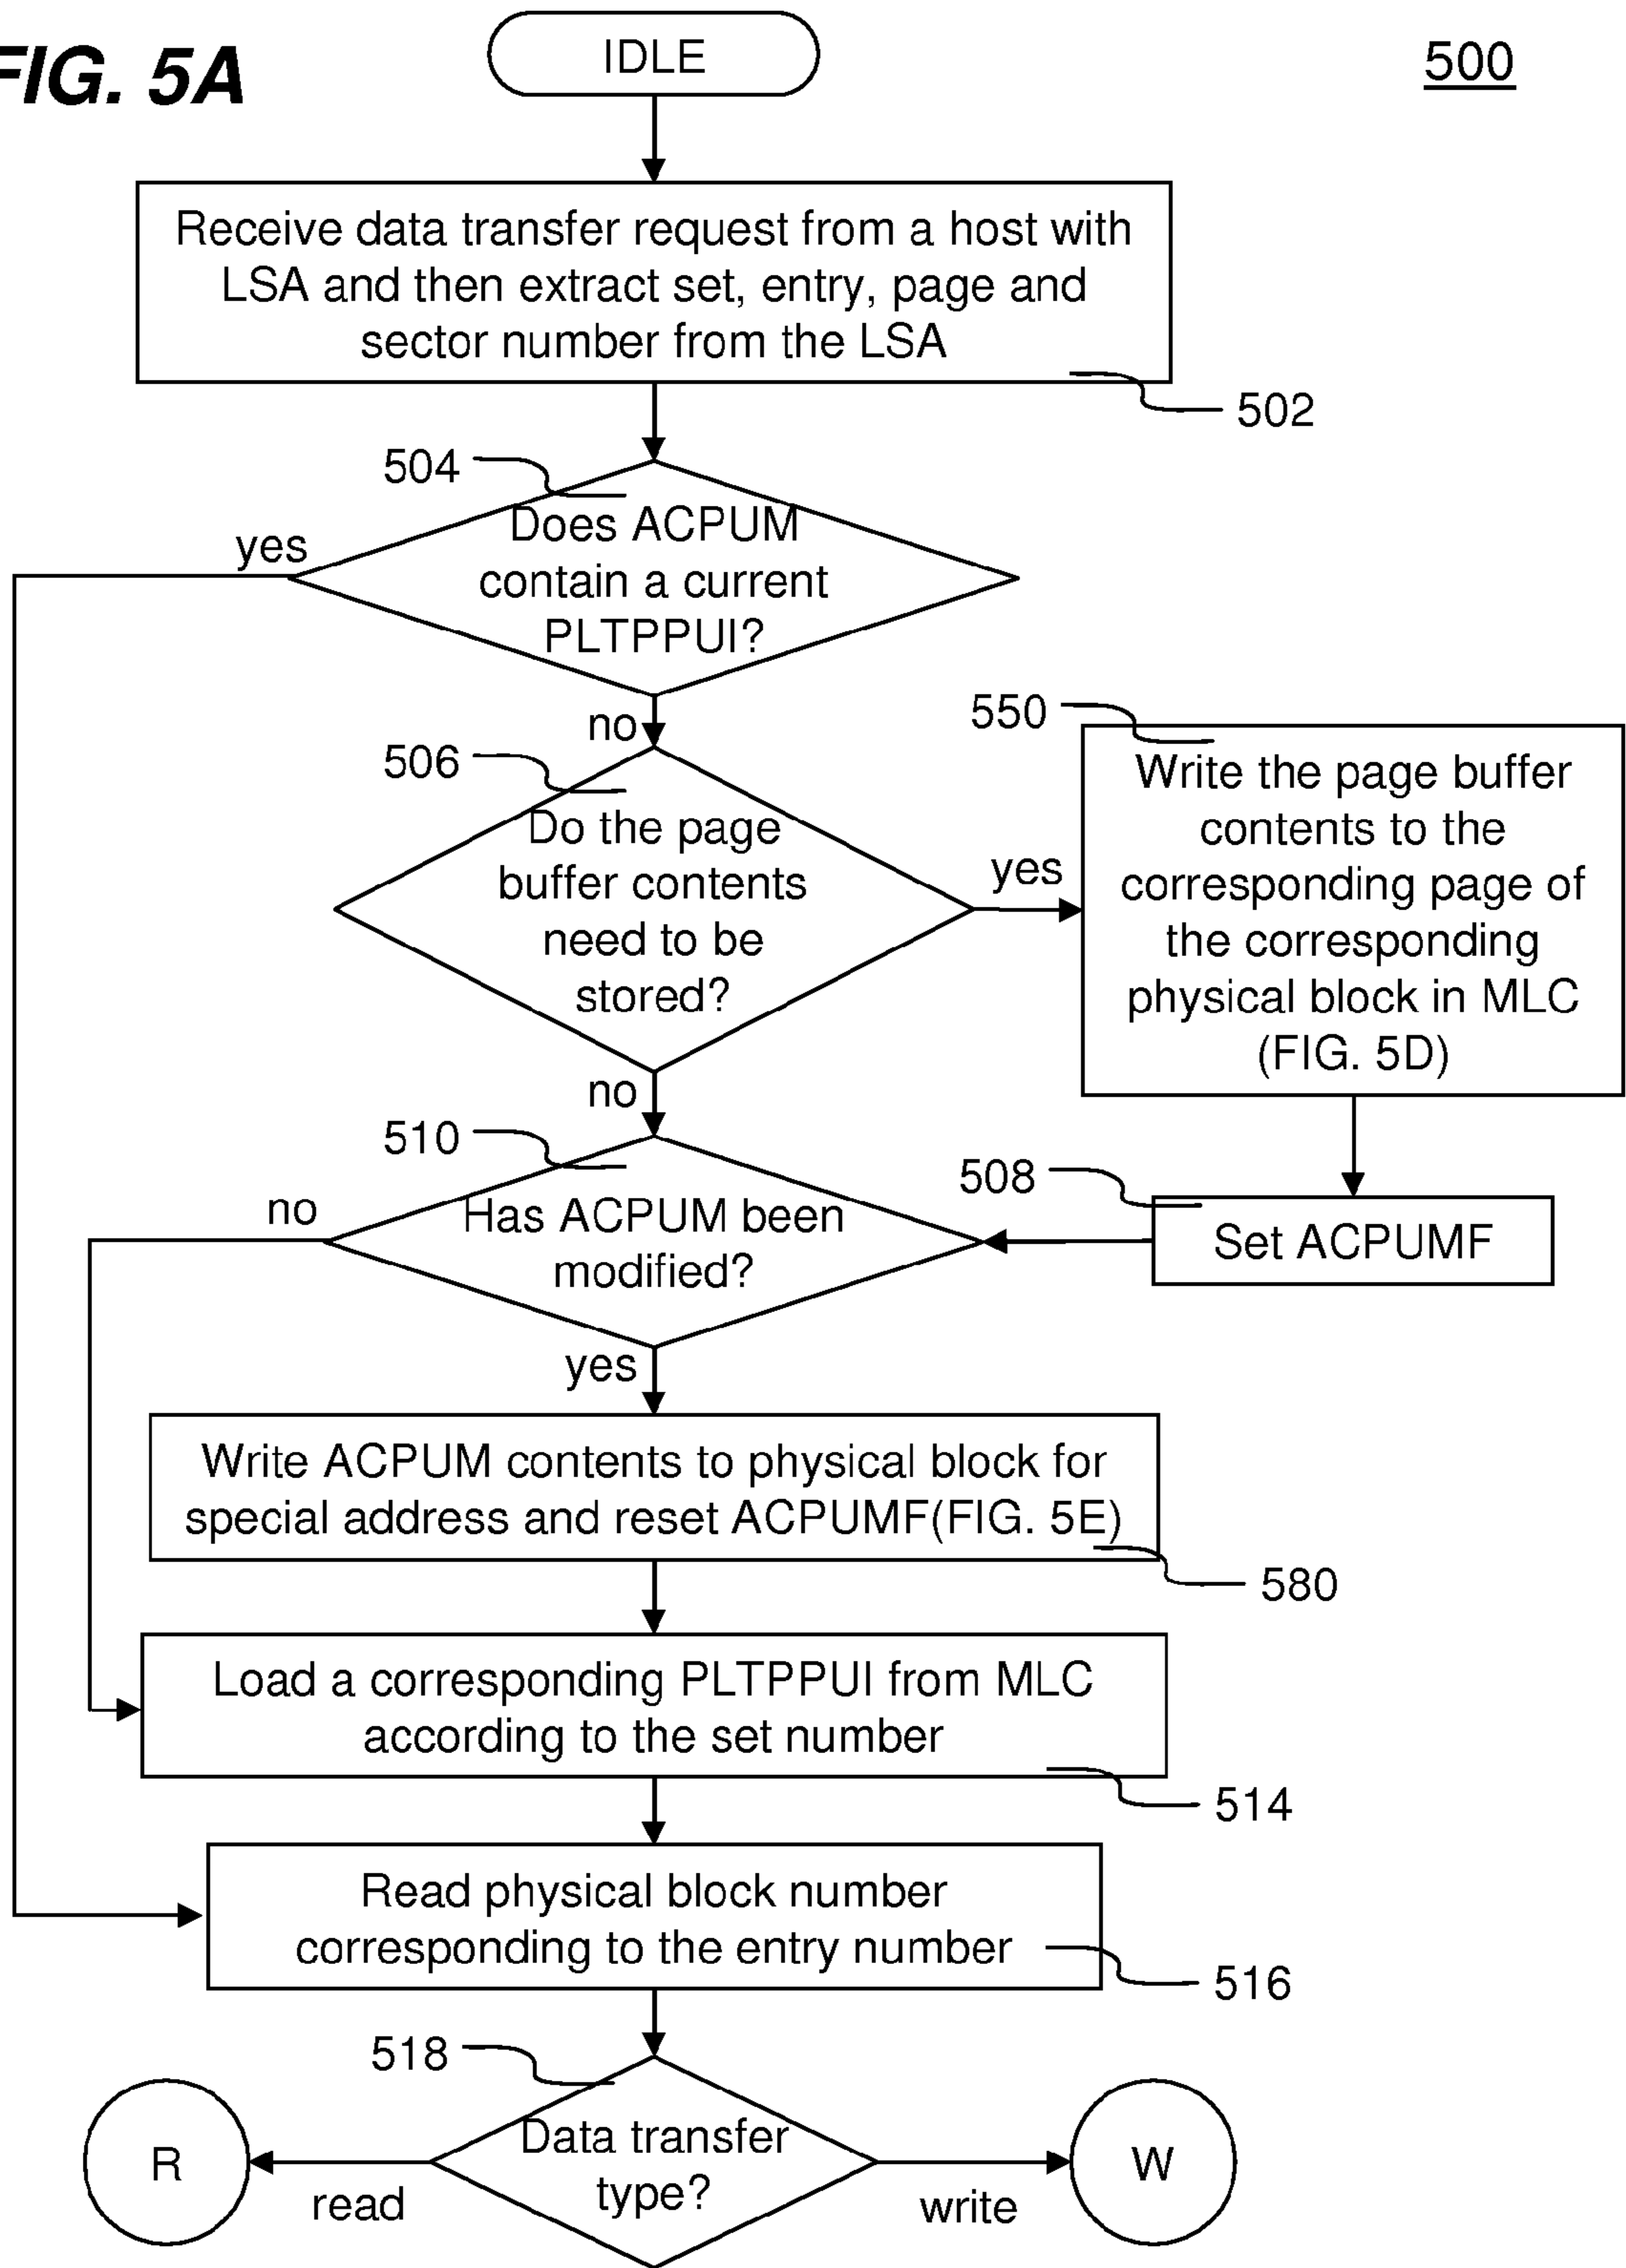 FIG. 5A
IDLE
500
Receive data transfer request from a host with
LSA and then extract set, entry, page and
sector number from the LSA
502
504
Does ACPUM
contain a current
PLTPPUI?
yes
no
506
Do the page
buffer contents
need to be
stored?
yes
no
550
Write the page buffer
contents to the
corresponding page of
the corresponding
physical block in MLC
(FIG. 5D)
508
Set ACPUMF
510
Has ACPUM been
modified?
no
yes
Write ACPUM contents to physical block for
special address and reset ACPUMF(FIG. 5E)
580
Load a corresponding PLTPPUI from MLC
according to the set number
514
Read physical block number
corresponding to the entry number
516
518
Data transfer
type?
R
read
write
W